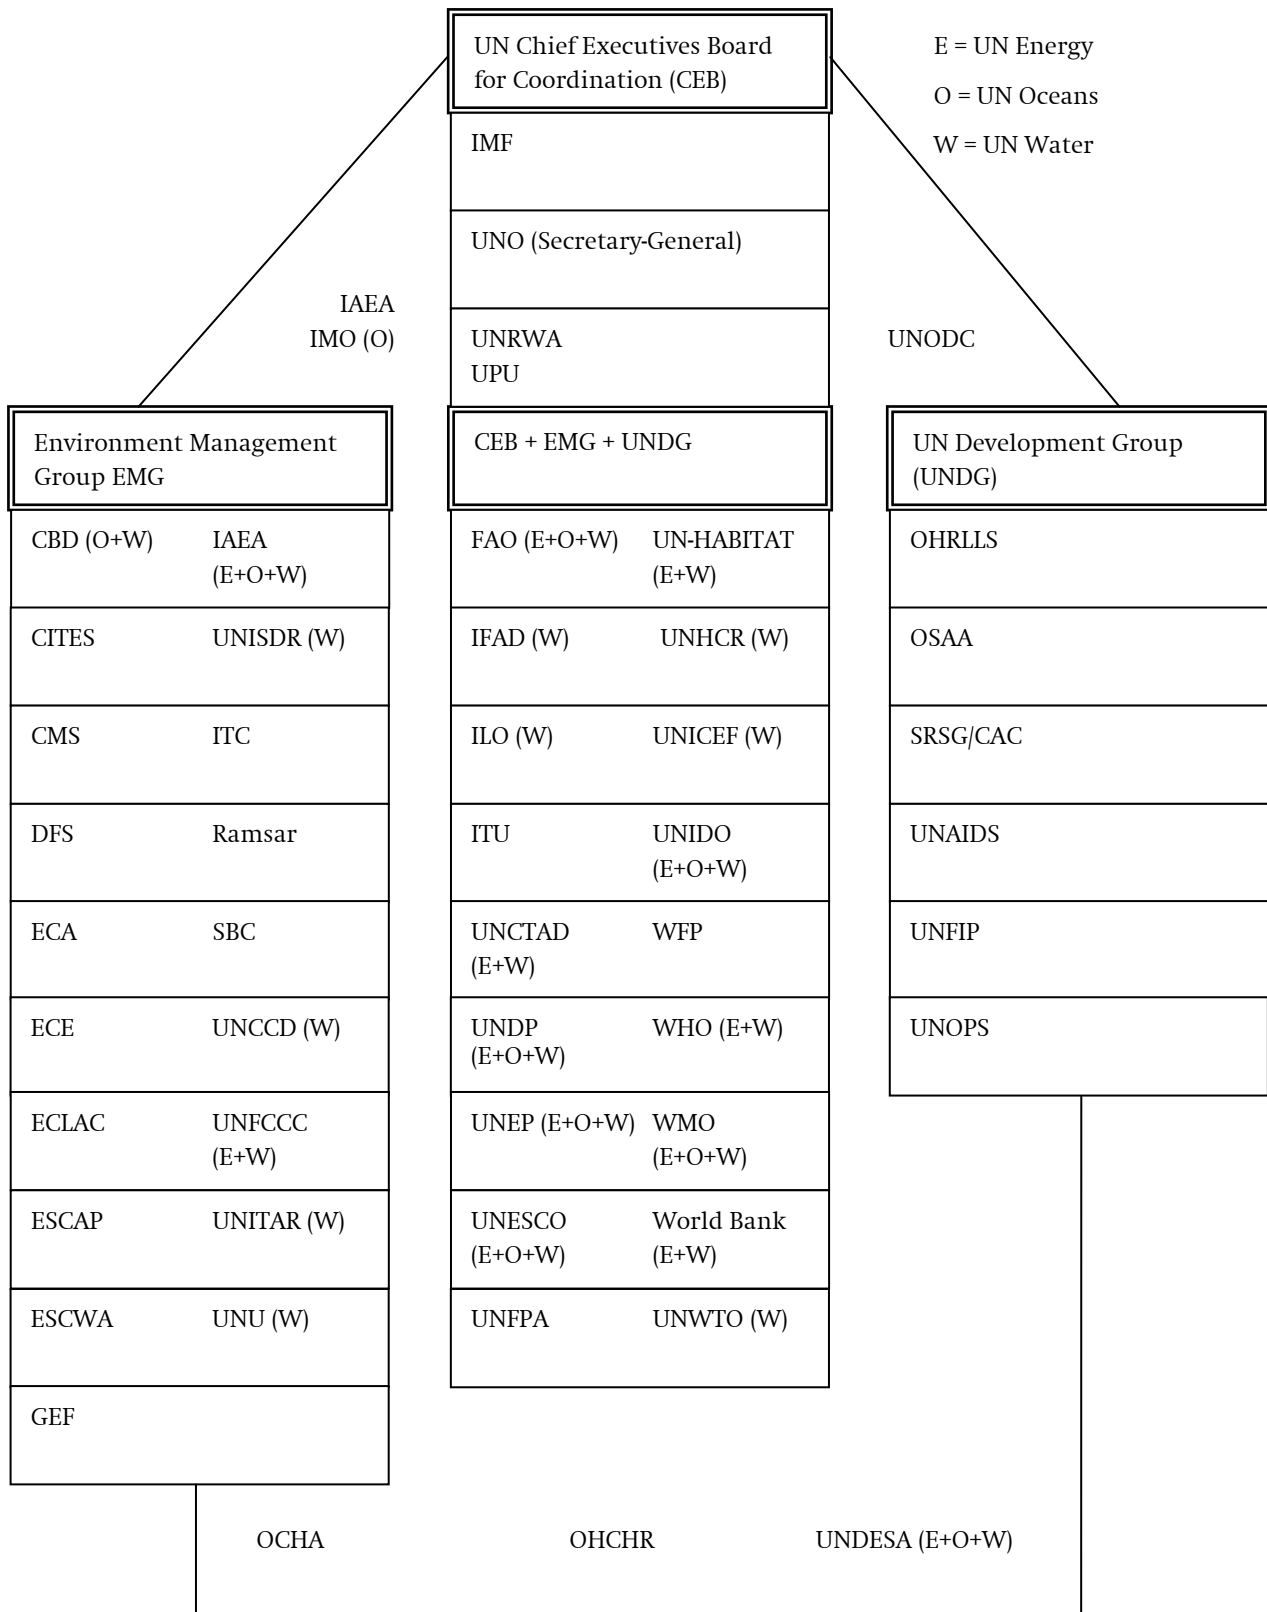 UN Chief Executives Board
for Coordination (CEB)
E = UN Energy
O = UN Oceans
W = UN Water
IMF
UNO (Secretary-General)
IAEA
IMO (O)
UNRWA
UPU
UNODC
Environment Management
Group EMG
CEB + EMG + UNDG
UN Development Group
(UNDG)
CBD (O+W)
IAEA
(E+O+W)
CITES
UNISDR (W)
CMS
ITC
DFS
Ramsar
ECA
SBC
ECE
UNCCD (W)
ECLAC
UNFCCC
(E+W)
ESCAP
UNITAR (W)
ESCWA
UNU (W)
GEF
FAO (E+O+W)
UN-HABITAT
(E+W)
IFAD (W)
UNHCR (W)
ILO (W)
UNICEF (W)
ITU
UNIDO
(E+O+W)
UNCTAD
(E+W)
WFP
UNDP
(E+O+W)
WHO (E+W)
UNEP (E+O+W)
WMO
(E+O+W)
UNESCO
(E+O+W)
World Bank
(E+W)
UNFPA
UNWTO (W)
OHRLLS
OSAA
SRSG/CAC
UNAIDS
UNFIP
UNOPS
OCHA
OHCHR
UNDESA (E+O+W)